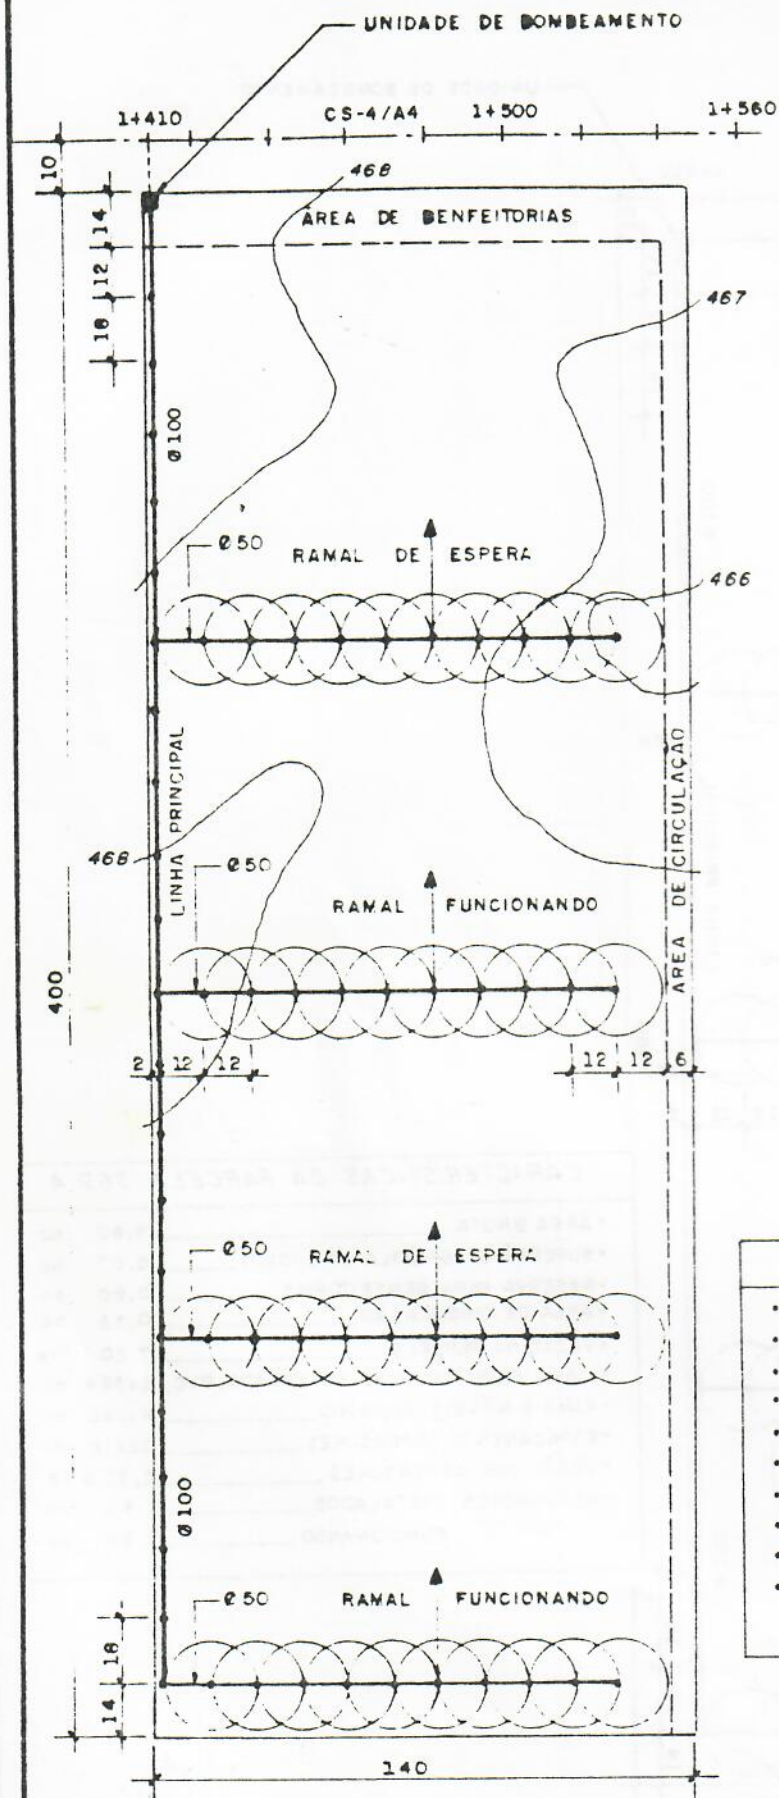 UNIDADE DE BOMBEAMENTO
1+410 CS-4/A4 1+500 1+560
10
468
14
ÁREA DE BENFEITORIAS
12
467
18
Ø100
Ø50 RAMAL DE ESPERA
466
LINHA PRINCIPAL
ÁREA DE CIRCULAÇÃO
468
Ø50
RAMAL FUNCIONANDO
400
2 12 12 12 12 6
Ø50 RAMAL DE ESPERA
Ø100
Ø50 RAMAL FUNCIONANDO
18
14
140